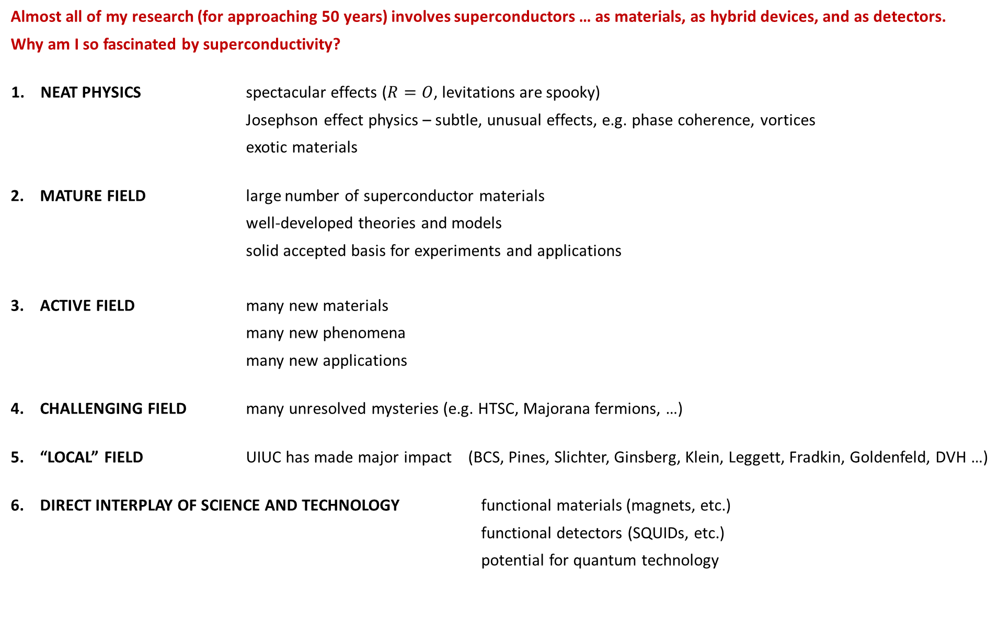 Almost all of my research (for approaching 50 years) involves superconductors … as materials, as hybrid devices, and as detectors.
Why am I so fascinated by superconductivity?
1. NEAT PHYSICS spectacular effects (R = O, levitations are spooky)
Josephson effect physics – subtle, unusual effects, e.g. phase coherence, vortices
exotic materials
2. MATURE FIELD large number of superconductor materials
well-developed theories and models
solid accepted basis for experiments and applications
3. ACTIVE FIELD many new materials
many new phenomena
many new applications
4. CHALLENGING FIELD many unresolved mysteries (e.g. HTSC, Majorana fermions, …)
5. “LOCAL” FIELD UIUC has made major impact (BCS, Pines, Slichter, Ginsberg, Klein, Leggett, Fradkin, Goldenfeld, DVH …)
6. DIRECT INTERPLAY OF SCIENCE AND TECHNOLOGY functional materials (magnets, etc.)
functional detectors (SQUIDs, etc.)
potential for quantum technology